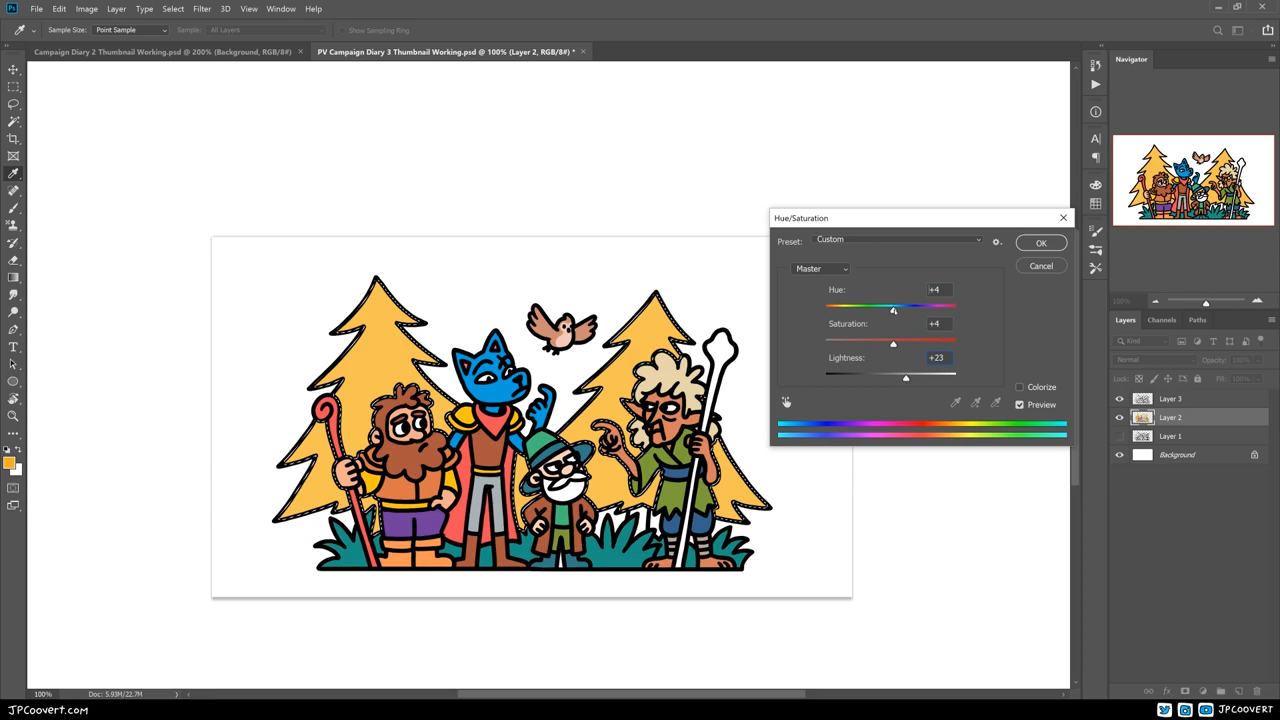 Ps File Edit Image Layer Type Select Filter 3D View Window Help
Sample Size: Point Sample Sample: All Layers Show Sampling Ring
Campaign Diary 2 Thumbnail Working.psd @ 200% (Background, RGB/8#) × PV Campaign Diary 3 Thumbnail Working.psd @ 100% (Layer 2, RGB/8#) * ×
Navigator
Hue/Saturation
Preset: Custom
OK
Master
Cancel
Hue: +4
Saturation: +4
Lightness: +23
Colorize
Preview
100%
Layers Channels Paths
Kind
Normal Opacity: 100%
Lock: Fill: 100%
Layer 3
Layer 2
Layer 1
Background
100% Doc: 5.93M/22.7M
JPCoovert.com
JPCOOVERT